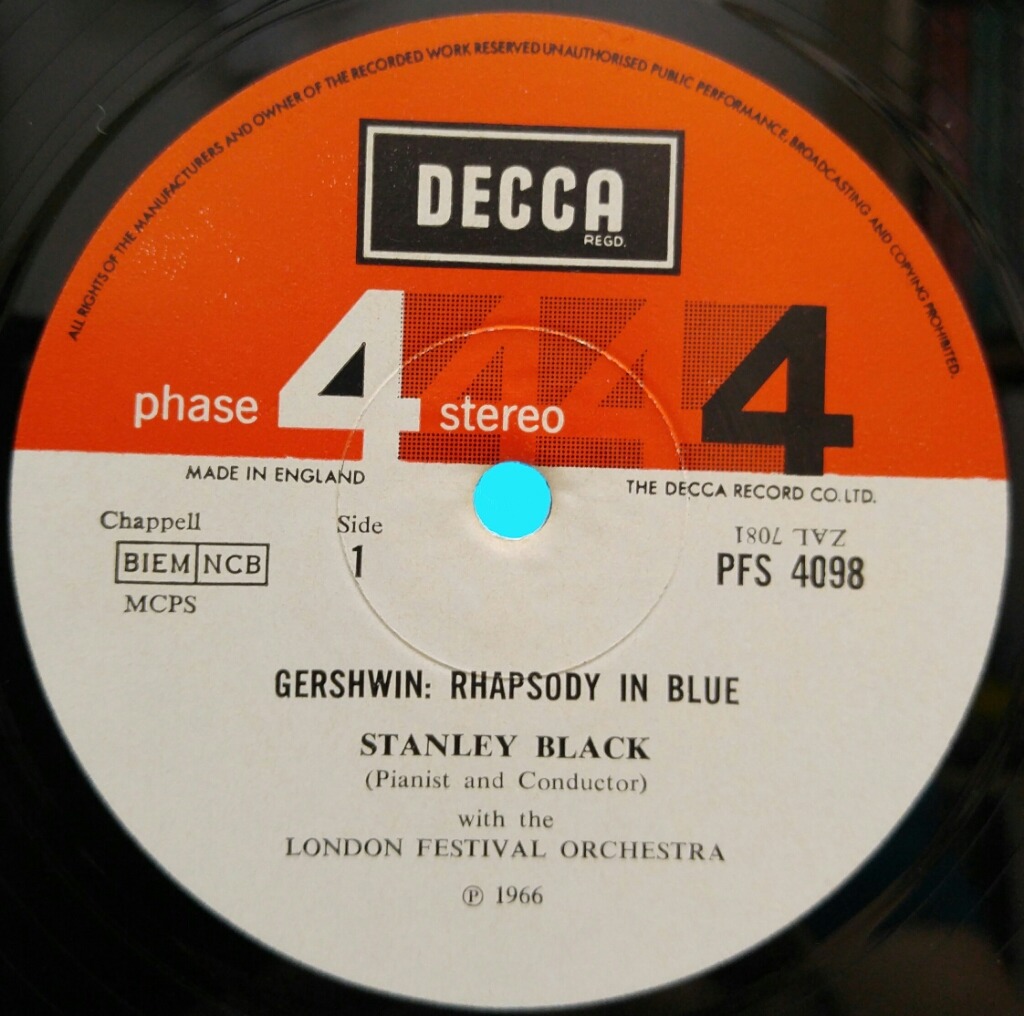 ALL RIGHTS OF THE MANUFACTURERS AND OWNER OF THE RECORDED WORK RESERVED UNAUTHORISED PUBLIC PERFORMANCE, BROADCASTING AND COPYING PROHIBITED.
DECCA
REGD.
phase 4 stereo 4 4 4
MADE IN ENGLAND
THE DECCA RECORD CO. LTD.
Chappell
BIEM NCB
MCPS
Side
1
ZAL 7081
PFS 4098
GERSHWIN: RHAPSODY IN BLUE
STANLEY BLACK
(Pianist and Conductor)
with the
LONDON FESTIVAL ORCHESTRA
℗ 1966